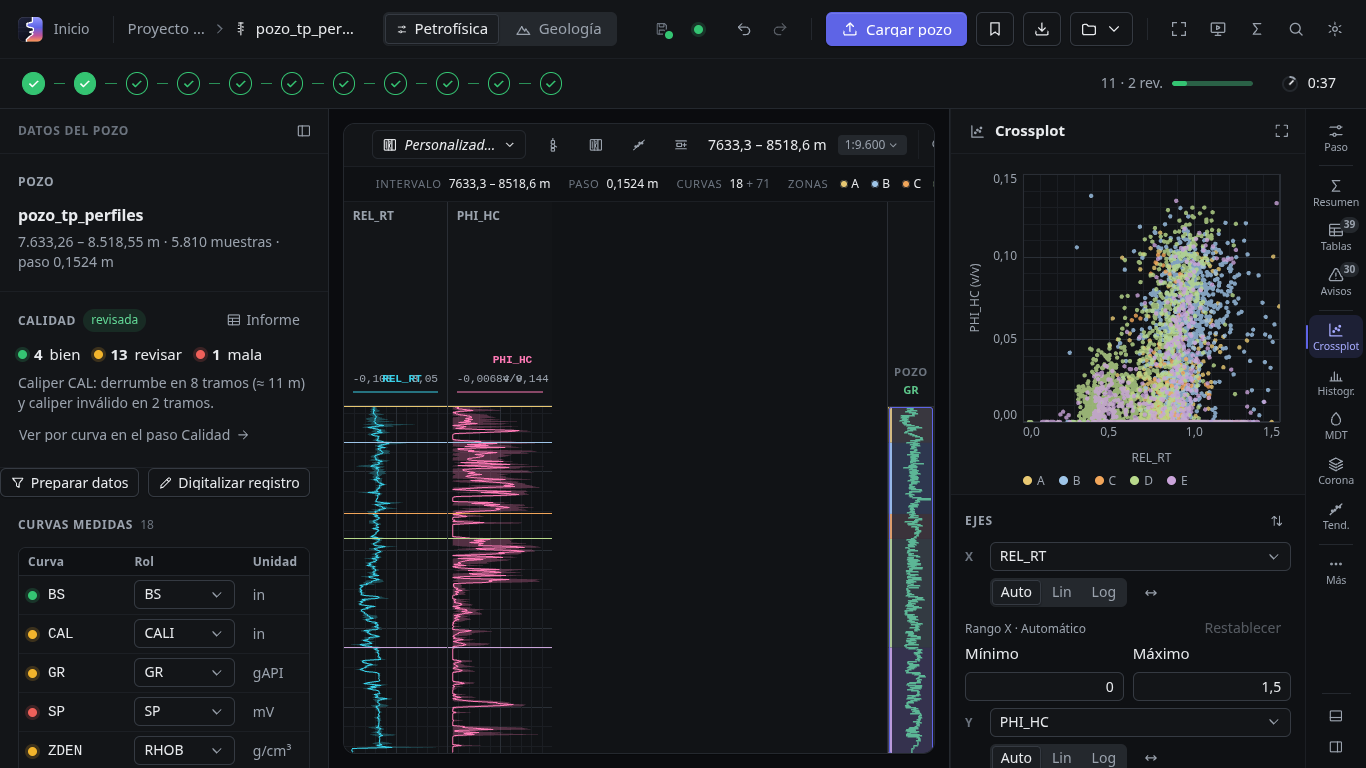 Inicio
Proyecto ...
pozo_tp_per...
Petrofísica
Geología
Cargar pozo
11 · 2 rev.
0:37
DATOS DEL POZO
POZO
pozo_tp_perfiles
7.633,26 – 8.518,55 m · 5.810 muestras ·
paso 0,1524 m
CALIDAD
revisada
Informe
4 bien
13 revisar
1 mala
Caliper CAL: derrumbe en 8 tramos (≈ 11 m)
y caliper inválido en 2 tramos.
Ver por curva en el paso Calidad →
Preparar datos
Digitalizar registro
CURVAS MEDIDAS 18
Curva Rol Unidad
BS BS in
CAL CALI in
GR GR gAPI
SP SP mV
ZDEN RHOB g/cm³
Personalizad...
7633,3 – 8518,6 m
1:9.600
INTERVALO 7633,3 – 8518,6 m
PASO 0,1524 m
CURVAS 18 + 71
ZONAS A B C
REL_RT
PHI_HC
PHI_HC
REL_RT
-0,00684
0,144
POZO
GR
Crossplot
0,15
0,10
0,05
0,00
PHI_HC (v/v)
0,0 0,5 1,0 1,5
REL_RT
A B C D E
EJES
X REL_RT
Auto Lin Log
Rango X · Automático
Restablecer
Mínimo
Máximo
0
1,5
Y PHI_HC
Auto Lin Log
Paso
Resumen
39
Tablas
30
Avisos
Crossplot
Histogr.
MDT
Corona
Tend.
Más